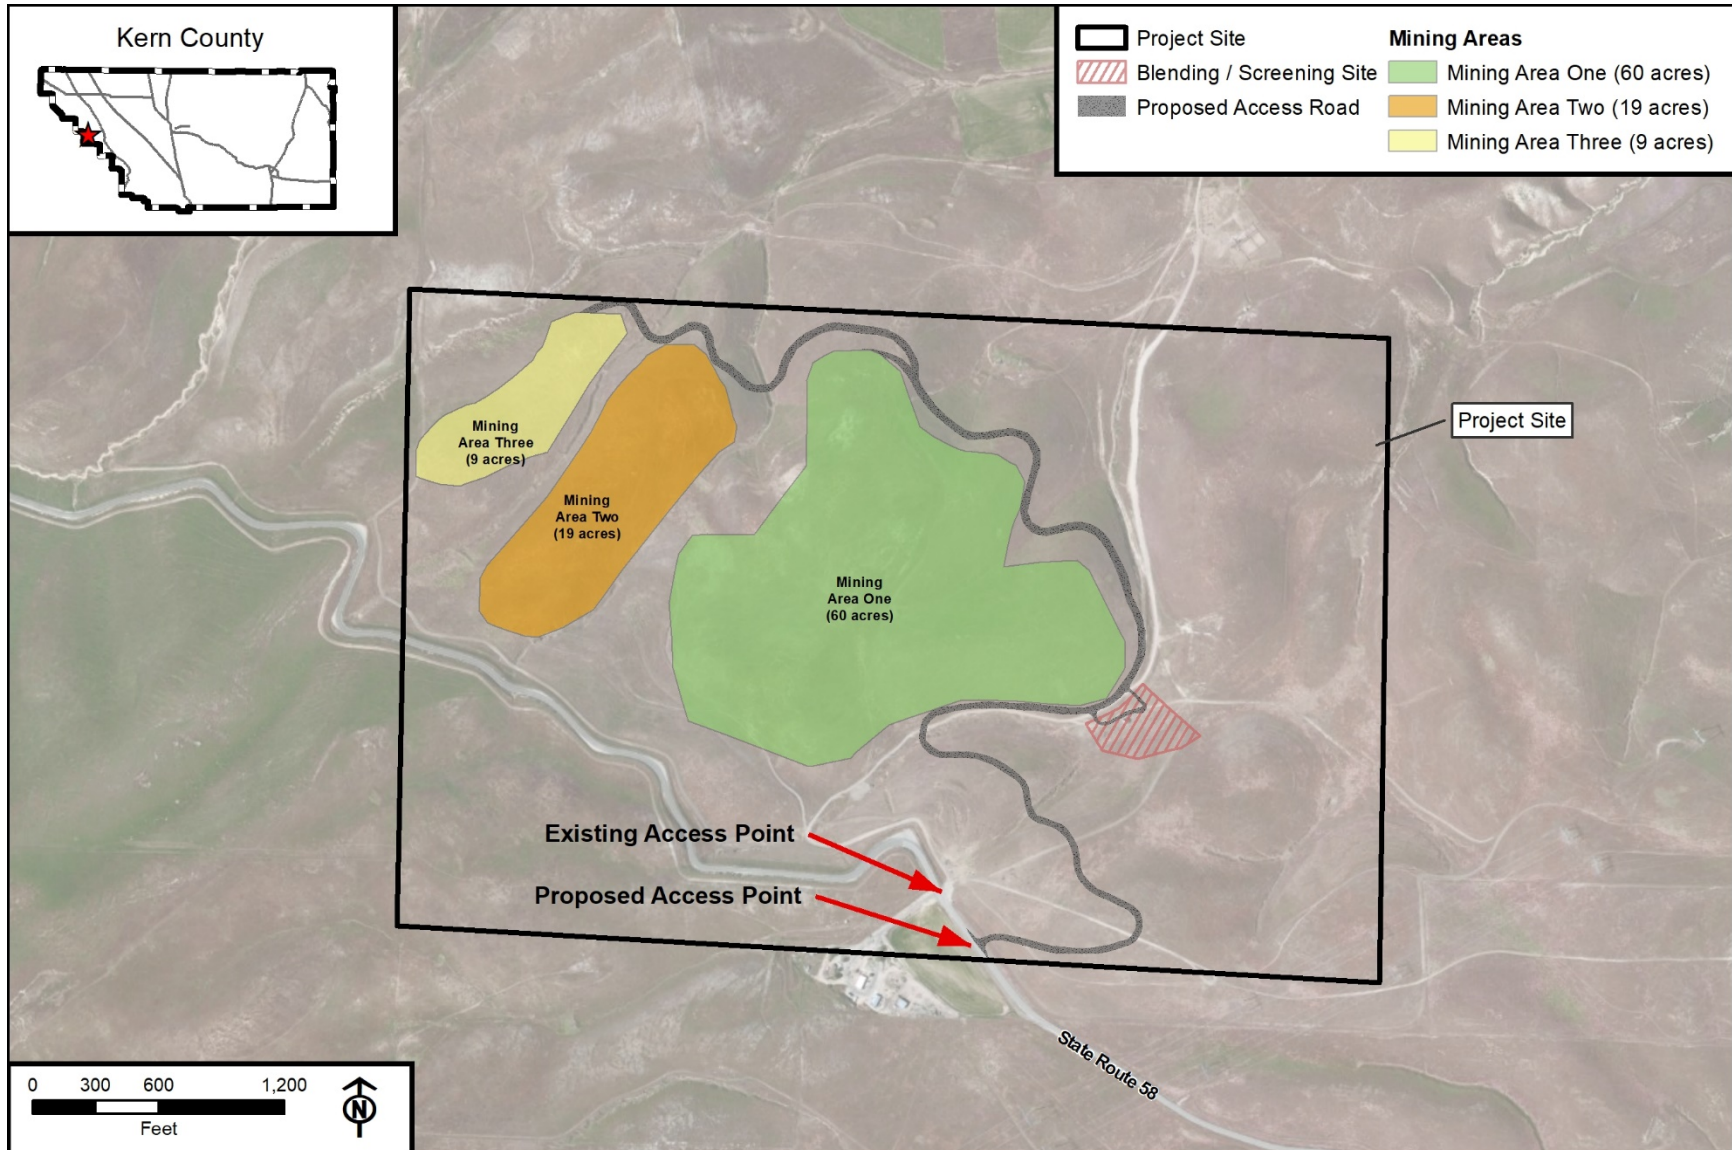 Kern County
Project Site
Blending / Screening Site
Proposed Access Road
Mining Areas
Mining Area One (60 acres)
Mining Area Two (19 acres)
Mining Area Three (9 acres)
Project Site
Mining
Area Three
(9 acres)
Mining
Area Two
(19 acres)
Mining
Area One
(60 acres)
Existing Access Point
Proposed Access Point
State Route 58
0 300 600 1,200
Feet
N